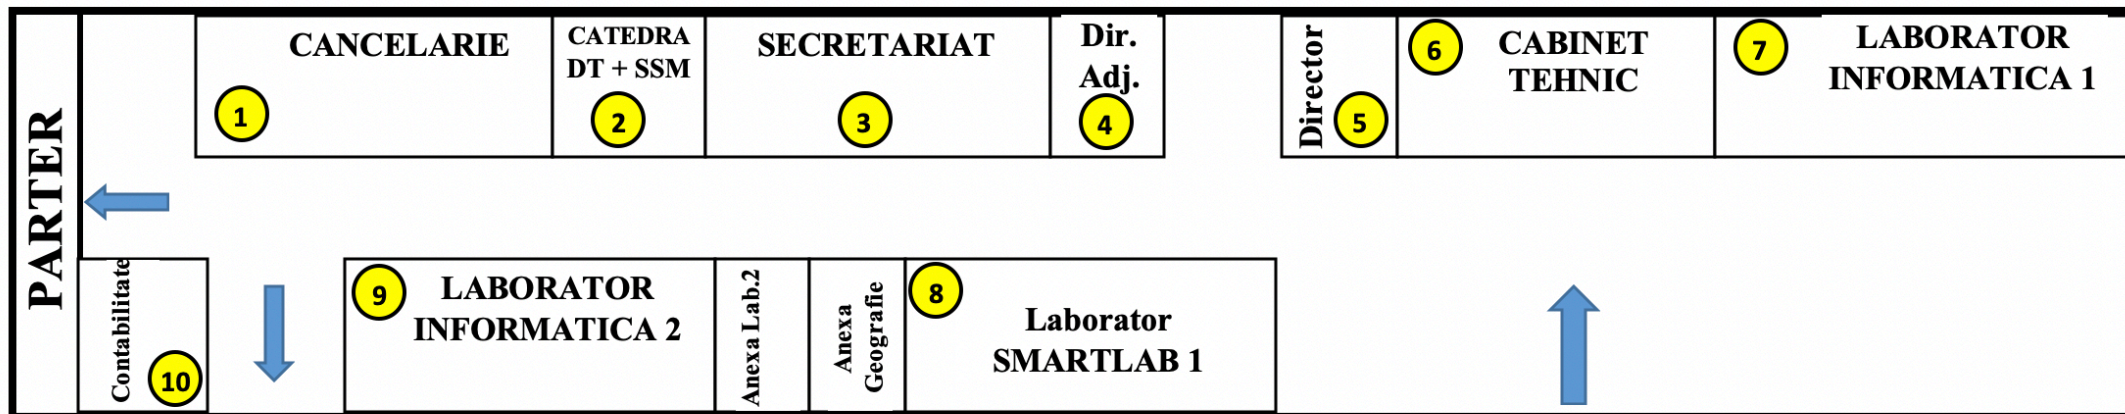 PARTER
CANCELARIE
1
CATEDRA
DT + SSM
2
SECRETARIAT
3
Dir.
Adj.
4
Director
5
6
CABINET
TEHNIC
7
LABORATOR
INFORMATICA 1
Contabilitate
10
9
LABORATOR
INFORMATICA 2
Anexa Lab.2
Anexa
Geografie
8
Laborator
SMARTLAB 1